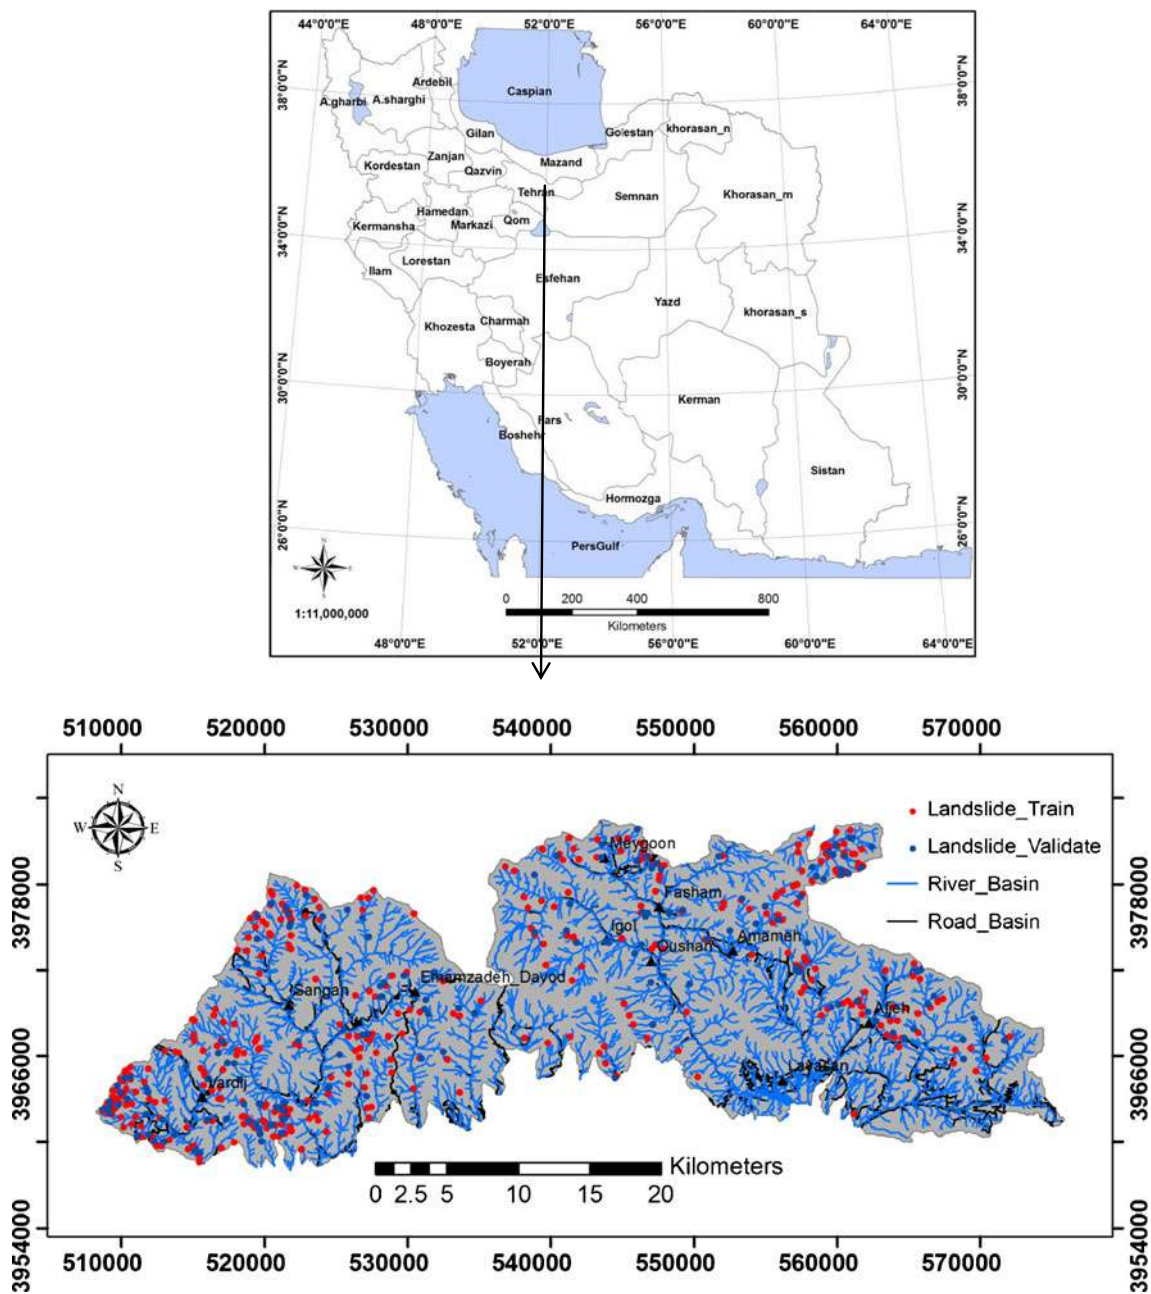 44°0'0"E 48°0'0"E 52°0'0"E 56°0'0"E 60°0'0"E 64°0'0"E
38°0'0"N 38°0'0"N
Ardebil
A.gharbi A.sharghi
Caspian
Gilan
Golestan khorasan_n
Zanjan
Mazand
Kordestan
Qazvin
Tehran
Semnan
Khorasan_m
Hamedan
Kermansha Markazi Qom
34°0'0"N 34°0'0"N
Lorestan
Ilam
Esfehan
Yazd
khorasan_s
Khozesta Charmah
Boyerah
30°0'0"N 30°0'0"N
Kerman
Fars
Boshehr
Sistan
Hormozga
26°0'0"N 26°0'0"N
PersGulf
N
W E
S
1:11,000,000
0 200 400 800
Kilometers
48°0'0"E 52°0'0"E 56°0'0"E 60°0'0"E 64°0'0"E
510000 520000 530000 540000 550000 560000 570000
N
W E
S
Landslide_Train
Landslide_Validate
River_Basin
Road_Basin
3978000 3978000
Meygoon
Fasham
Igol
Oushan
Amameh
Emamzadeh_Davod
Sangan
Afjeh
3966000 3966000
Lavasan
Vardij
Kilometers
0 2.5 5 10 15 20
3954000 3954000
510000 520000 530000 540000 550000 560000 570000